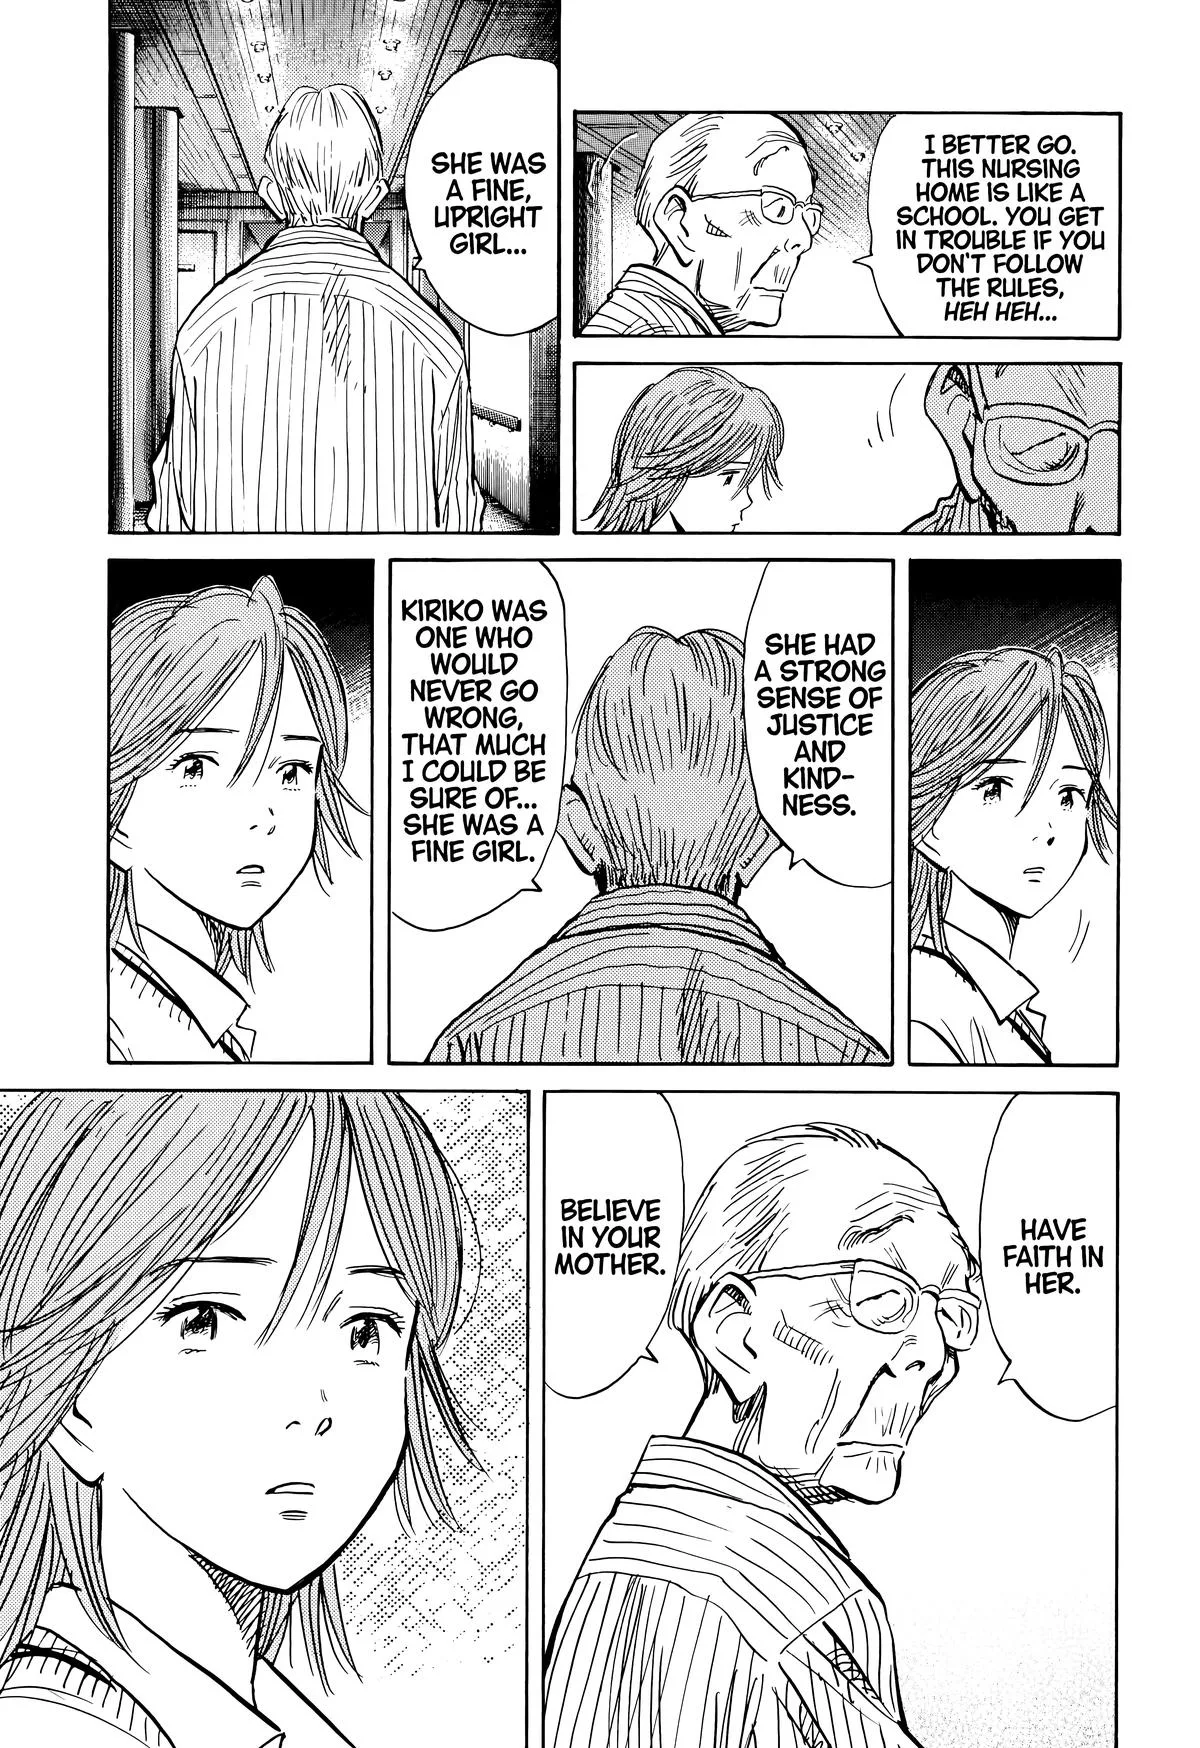 I BETTER GO.
THIS NURSING
HOME IS LIKE A
SCHOOL. YOU GET
IN TROUBLE IF YOU
DON'T FOLLOW
THE RULES,
HEH HEH...
SHE WAS
A FINE,
UPRIGHT
GIRL...
SHE HAD
A STRONG
SENSE OF
JUSTICE
AND
KIND-
NESS.
KIRIKO WAS
ONE WHO
WOULD
NEVER GO
WRONG,
THAT MUCH
I COULD BE
SURE OF...
SHE WAS A
FINE GIRL.
HAVE
FAITH IN
HER.
BELIEVE
IN YOUR
MOTHER.